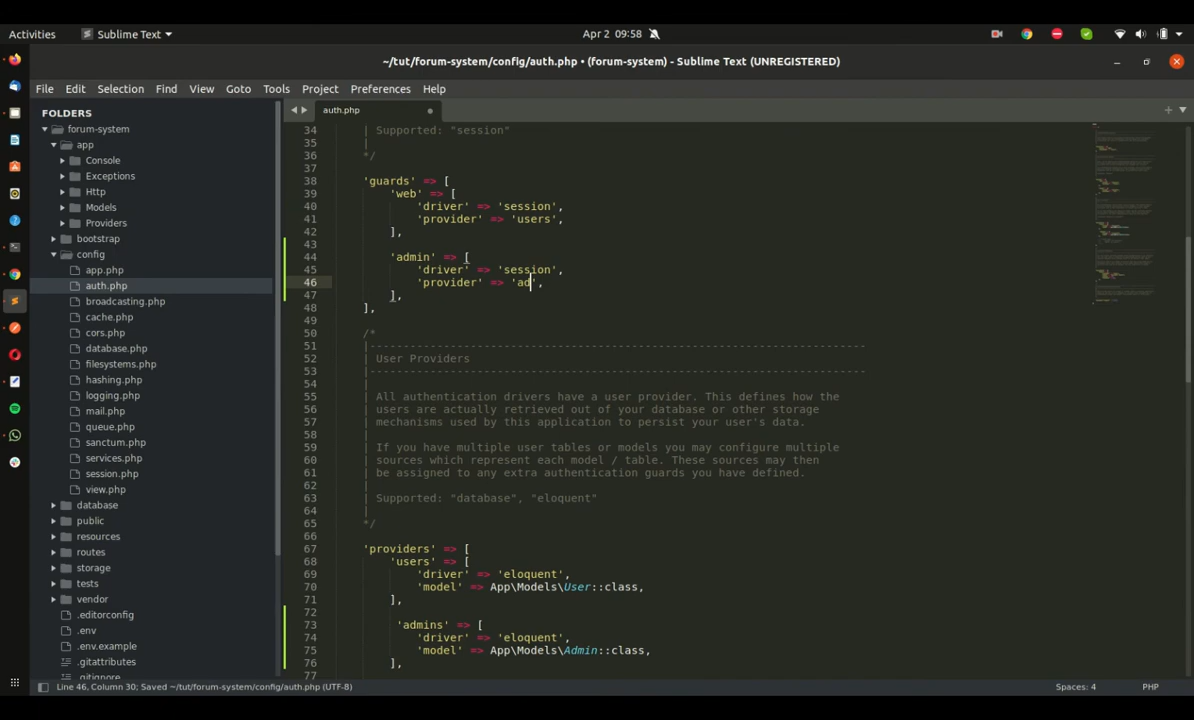 Activities
Sublime Text
Apr 2 09:58
~/tut/forum-system/config/auth.php • (forum-system) - Sublime Text (UNREGISTERED)
File Edit Selection Find View Goto Tools Project Preferences Help
FOLDERS
forum-system
app
Console
Exceptions
Http
Models
Providers
bootstrap
config
app.php
auth.php
broadcasting.php
cache.php
cors.php
database.php
filesystems.php
hashing.php
logging.php
mail.php
queue.php
sanctum.php
services.php
session.php
view.php
database
public
resources
routes
storage
tests
vendor
.editorconfig
.env
.env.example
.gitattributes
.gitignore
auth.php
34 | Supported: "session"
35 |
36 */
37
38 'guards' => [
39 'web' => [
40 'driver' => 'session',
41 'provider' => 'users',
42 ],
43
44 'admin' => [
45 'driver' => 'session',
46 'provider' => 'ad',
47 ],
48 ],
49
50 /*
51 |--------------------------------------------------------------------------
52 | User Providers
53 |--------------------------------------------------------------------------
54 |
55 | All authentication drivers have a user provider. This defines how the
56 | users are actually retrieved out of your database or other storage
57 | mechanisms used by this application to persist your user's data.
58 |
59 | If you have multiple user tables or models you may configure multiple
60 | sources which represent each model / table. These sources may then
61 | be assigned to any extra authentication guards you have defined.
62 |
63 | Supported: "database", "eloquent"
64 |
65 */
66
67 'providers' => [
68 'users' => [
69 'driver' => 'eloquent',
70 'model' => App\Models\User::class,
71 ],
72
73 'admins' => [
74 'driver' => 'eloquent',
75 'model' => App\Models\Admin::class,
76 ],
77
Line 46, Column 30; Saved ~/tut/forum-system/config/auth.php (UTF-8)
Spaces: 4
PHP